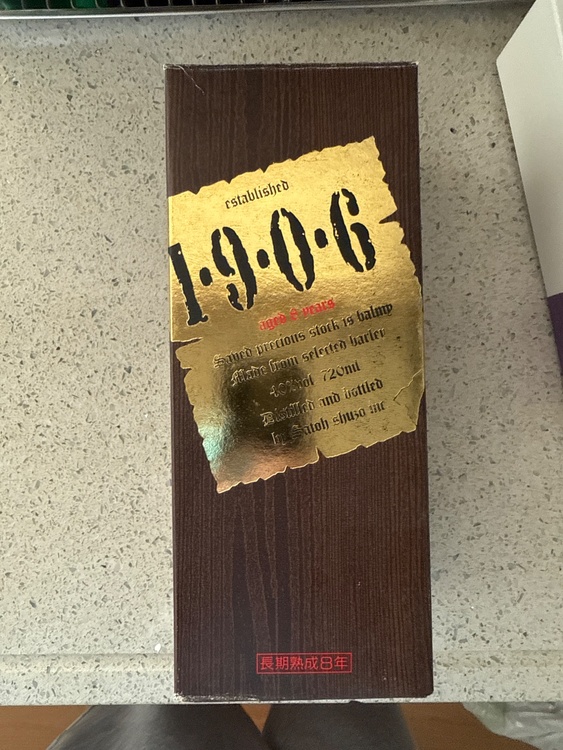 established
1·9·0·6
aged 8 years
Saved precious stock is balmy
Made from selected barley
40%vol 720ml
Distilled and bottled
by Satoh shuzo inc
長期熟成8年